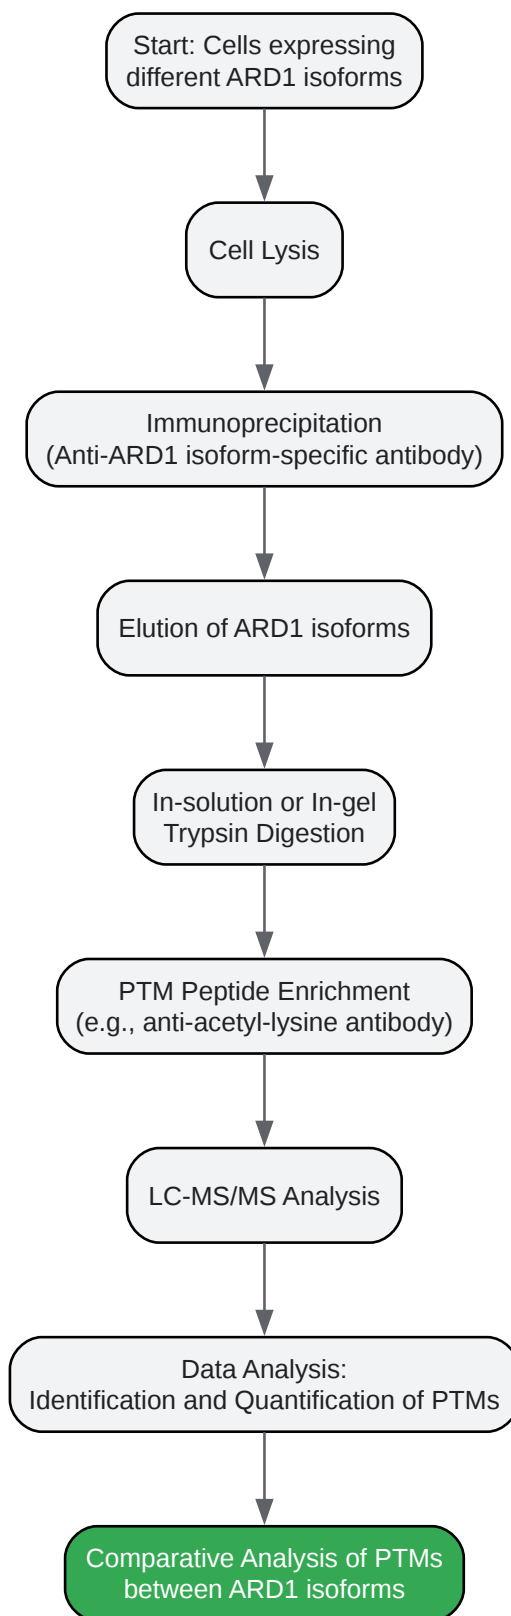 Start: Cells expressing
different ARD1 isoforms
Cell Lysis
Immunoprecipitation
(Anti-ARD1 isoform-specific antibody)
Elution of ARD1 isoforms
In-solution or In-gel
Trypsin Digestion
PTM Peptide Enrichment
(e.g., anti-acetyl-lysine antibody)
LC-MS/MS Analysis
Data Analysis:
Identification and Quantification of PTMs
Comparative Analysis of PTMs
between ARD1 isoforms